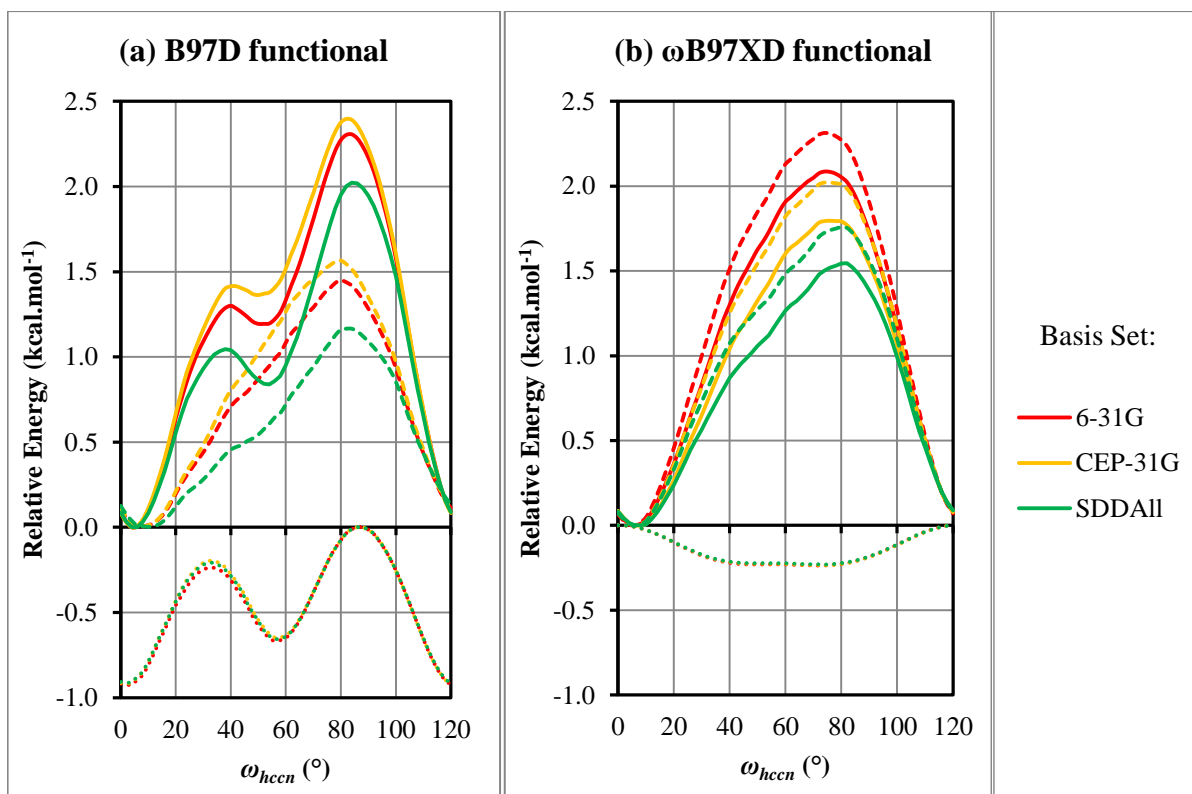 (a) B97D functional
Relative Energy (kcal.mol-1)
2.5
2.0
1.5
1.0
0.5
0.0
-0.5
-1.0
0 20 40 60 80 100 120
ωhccn (°)
(b) ωB97XD functional
Relative Energy (kcal.mol-1)
2.5
2.0
1.5
1.0
0.5
0.0
-0.5
-1.0
0 20 40 60 80 100 120
ωhccn (°)
Basis Set:
6-31G
CEP-31G
SDDAll